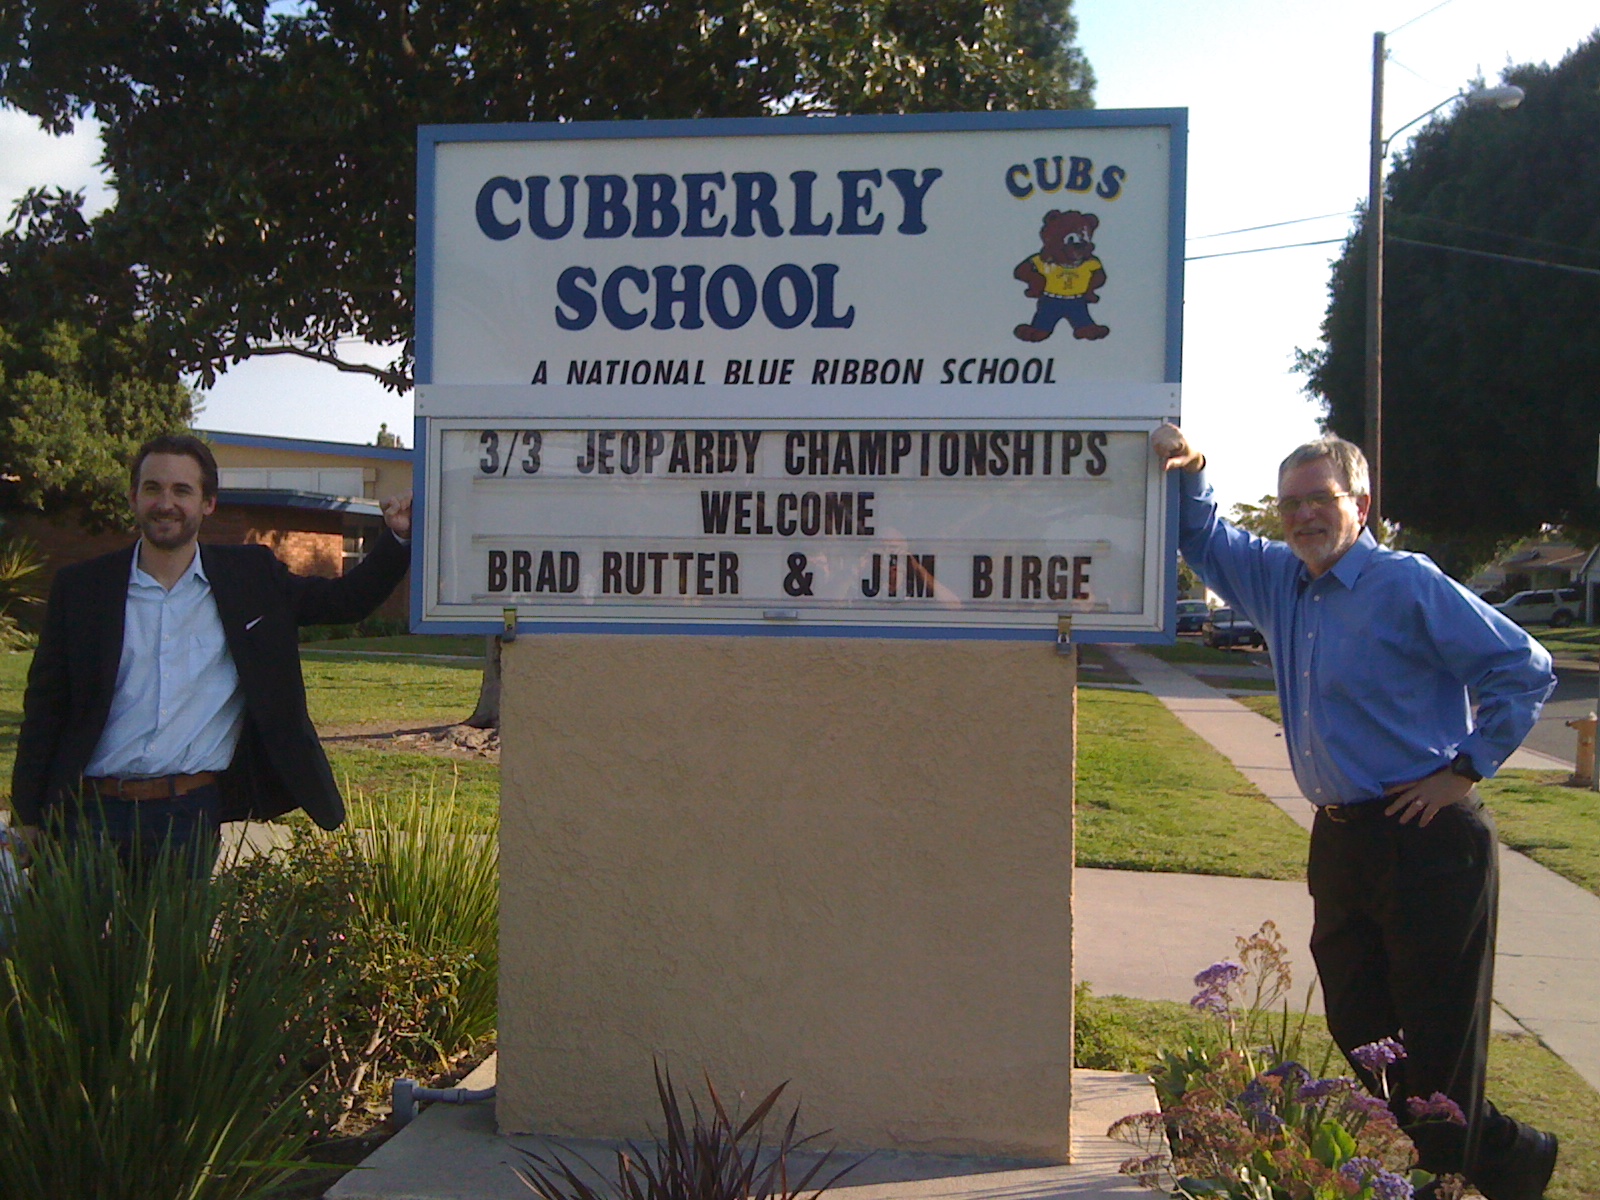 CUBBERLEY
SCHOOL
CUBS
A NATIONAL BLUE RIBBON SCHOOL
3/3 JEOPARDY CHAMPIONSHIPS
WELCOME
BRAD RUTTER & JIM BIRGE